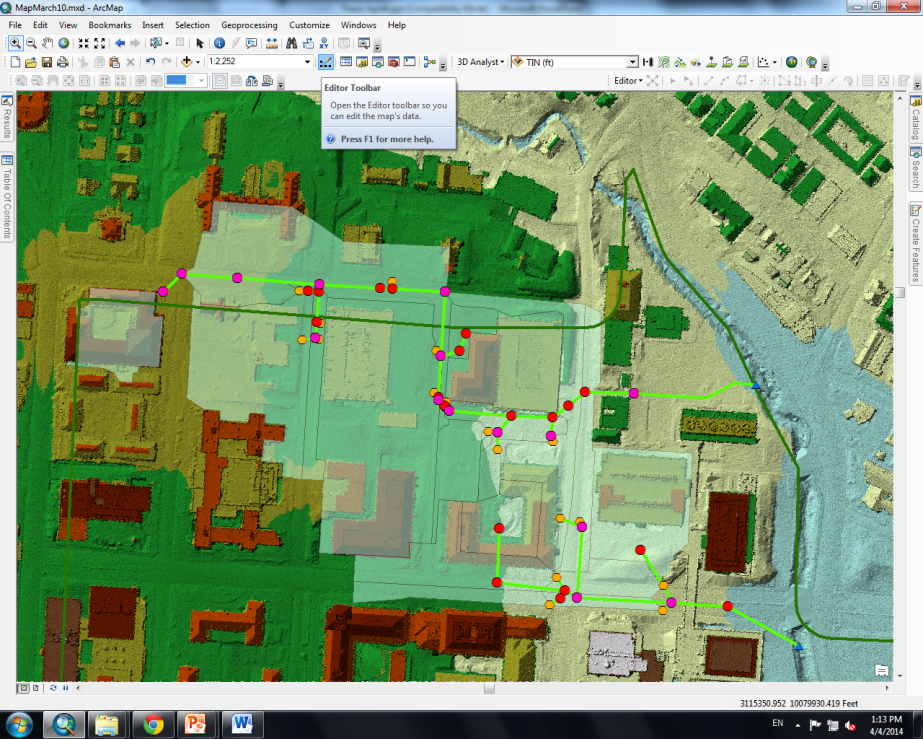 MapMarch10.mxd - ArcMap
File Edit View Bookmarks Insert Selection Geoprocessing Customize Windows Help
1:2,252
3D Analyst
TIN (ft)
Editor
Editor Toolbar
Open the Editor toolbar so you
can edit the map's data.
Press F1 for more help.
Results
Table Of Contents
Catalog
Search
Create Features
3115350.952 10079930.419 Feet
EN
1:13 PM
4/4/2014